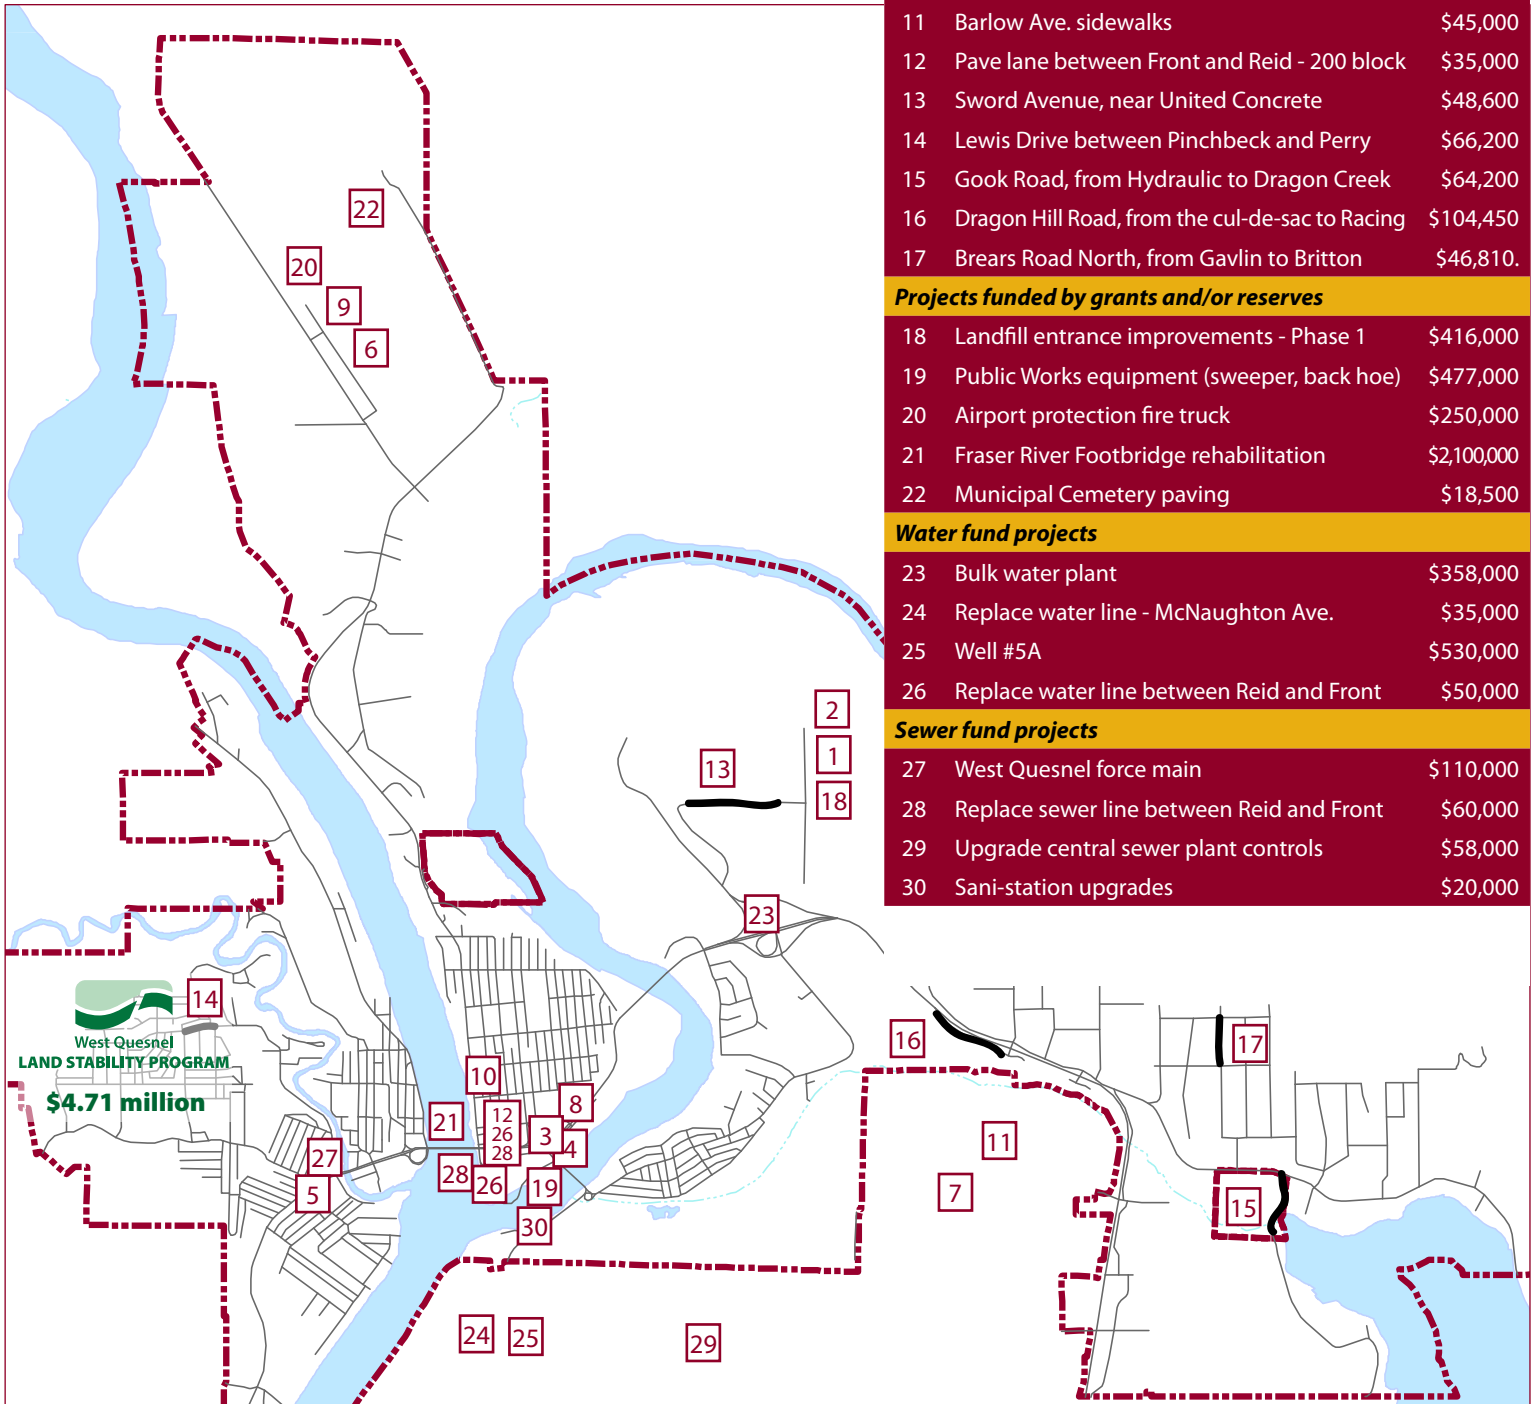 11 Barlow Ave. sidewalks $45,000
12 Pave lane between Front and Reid - 200 block $35,000
13 Sword Avenue, near United Concrete $48,600
14 Lewis Drive between Pinchbeck and Perry $66,200
15 Gook Road, from Hydraulic to Dragon Creek $64,200
16 Dragon Hill Road, from the cul-de-sac to Racing $104,450
17 Brears Road North, from Gavlin to Britton $46,810.
Projects funded by grants and/or reserves
18 Landfill entrance improvements - Phase 1 $416,000
19 Public Works equipment (sweeper, back hoe) $477,000
20 Airport protection fire truck $250,000
21 Fraser River Footbridge rehabilitation $2,100,000
22 Municipal Cemetery paving $18,500
Water fund projects
23 Bulk water plant $358,000
24 Replace water line - McNaughton Ave. $35,000
25 Well #5A $530,000
26 Replace water line between Reid and Front $50,000
Sewer fund projects
27 West Quesnel force main $110,000
28 Replace sewer line between Reid and Front $60,000
29 Upgrade central sewer plant controls $58,000
30 Sani-station upgrades $20,000
22
20
9
6
2
1
13
18
23
14
West Quesnel
LAND STABILITY PROGRAM
$4.71 million
16
17
10
8
21
12
26
28
3
4
11
27
28
26
19
5
7
15
30
24
25
29